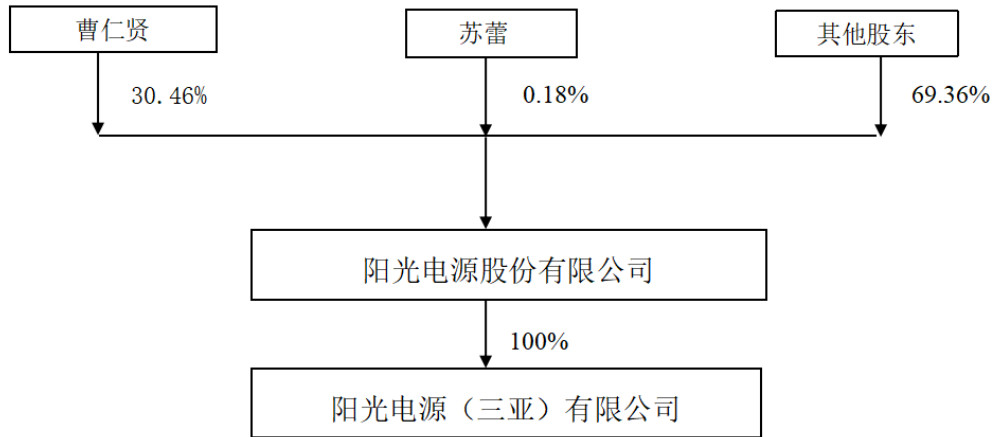 曹仁贤
苏蕾
其他股东
30.46%
0.18%
69.36%
阳光电源股份有限公司
100%
阳光电源（三亚）有限公司